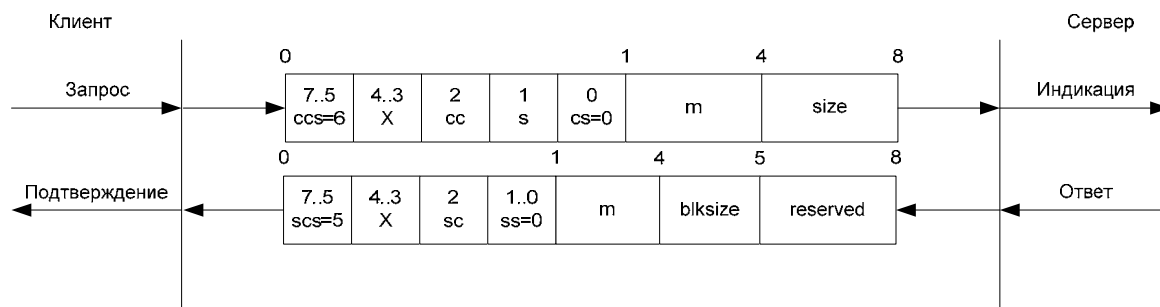 Клиент
Сервер
0 1 4 8
Запрос
7..5 4..3 2 1 0
ccs=6 X cc s cs=0
m size
Индикация
0 1 4 5 8
Подтверждение
7..5 4..3 2 1..0
scs=5 X sc ss=0
m blksize reserved
Ответ